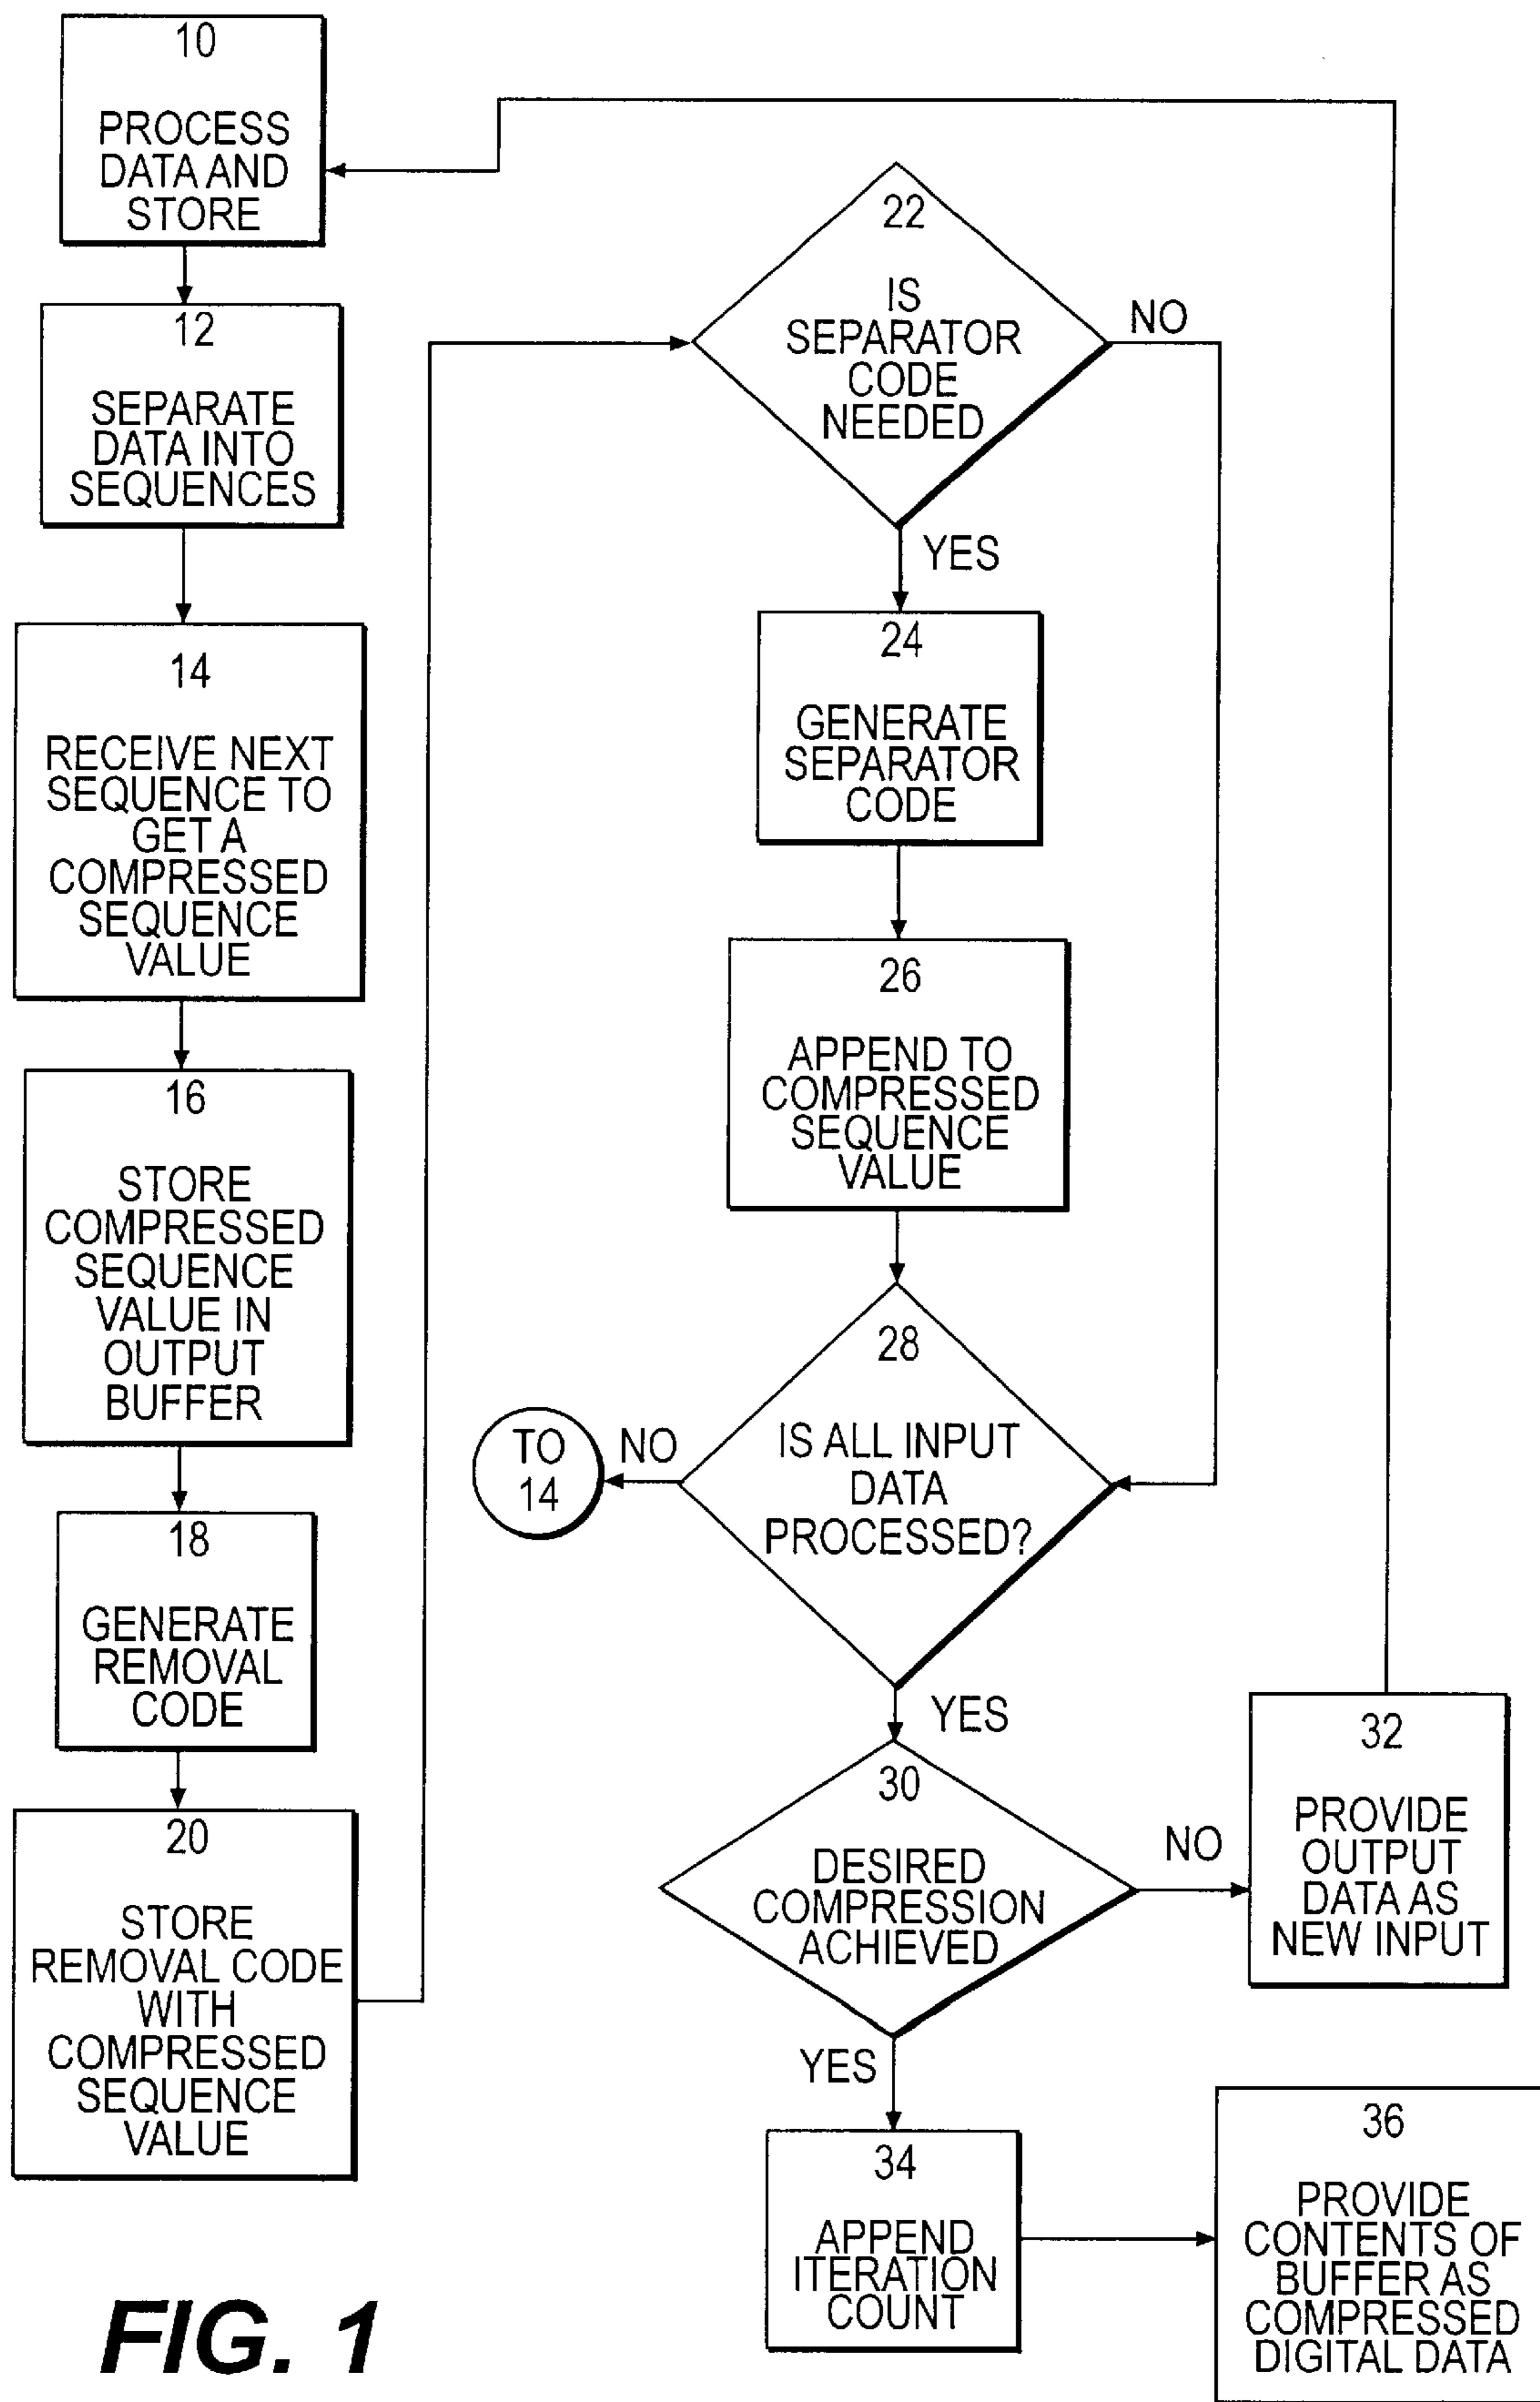 10
PROCESS
DATA AND
STORE
12
SEPARATE
DATA INTO
SEQUENCES
14
RECEIVE NEXT
SEQUENCE TO
GET A
COMPRESSED
SEQUENCE
VALUE
16
STORE
COMPRESSED
SEQUENCE
VALUE IN
OUTPUT
BUFFER
18
GENERATE
REMOVAL
CODE
20
STORE
REMOVAL CODE
WITH
COMPRESSED
SEQUENCE
VALUE
22
IS
SEPARATOR
CODE
NEEDED
NO
YES
24
GENERATE
SEPARATOR
CODE
26
APPEND TO
COMPRESSED
SEQUENCE
VALUE
28
IS ALL INPUT
DATA
PROCESSED?
NO
TO
14
YES
30
DESIRED
COMPRESSION
ACHIEVED
NO
32
PROVIDE
OUTPUT
DATA AS
NEW INPUT
YES
34
APPEND
ITERATION
COUNT
36
PROVIDE
CONTENTS OF
BUFFER AS
COMPRESSED
DIGITAL DATA
FIG. 1